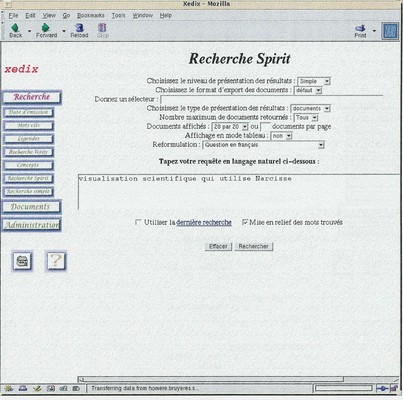 Xedix - Mozilla
File Edit View Go Bookmarks Tools Window Help
Back Forward Reload Stop Print
xedix
Recherche Spirit
Choisissez le niveau de présentation des résultats : Simple
Choisissez le format d'export des documents : défaut
Donnez un sélecteur :
Choisissez le type de présentation des résultats : documents
Nombre maximum de documents retournés : Tous
Documents affichés : 20 par 20 ou documents par page
Affichage en mode tableau : non
Reformulation : Question en français
Tapez votre requête en langage naturel ci-dessous :
visualisation scientifique qui utilise Narcisse
Utiliser la dernière recherche Mise en relief des mots trouvés
Effacer Rechercher
Recherche
Date d'émission
Mots clés
Légendes
Recherche Verity
Concepts
Recherche Spirit
Recherche simple
Documents
Administration
?
Transferring data from homere.bruyeres.s...